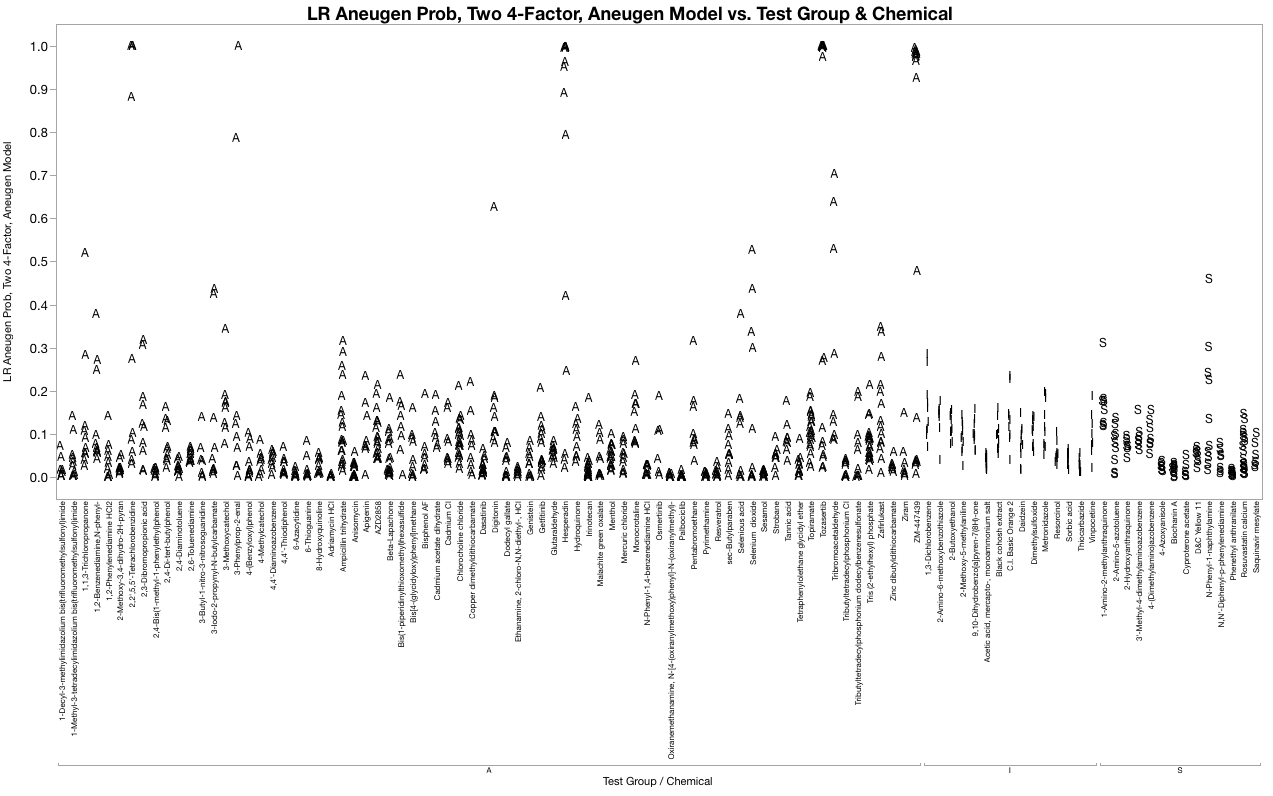 LR Aneugen Prob, Two 4-Factor, Aneugen Model vs. Test Group & Chemical
LR Aneugen Prob, Two 4-Factor, Aneugen Model
1.0
0.9
0.8
0.7
0.6
0.5
0.4
0.3
0.2
0.1
0.0
1-Decyl-3-methylimidazolium bis(trifluoromethylsulfonyl)imide
1-Methyl-3-tetradecylimidazolium bis(trifluoromethylsulfonyl)imide
1,1,3-Trichloropropanone
1,2-Benzenediamine,N-phenyl-
1,2-Phenylenediamine HCl2
2-Methoxy-3,4-dihydro-2H-pyran
2,2',5,5'-Tetrachlorobenzidine
2,3-Dibromopropionic acid
2,4-Bis(1-methyl-1-phenylethyl)phenol
2,4-Di-tert-butylphenol
2,4-Diaminotoluene
2,6-Toluenediamine
3-Butyl-1-nitro-3-nitrosoguanidine
3-Iodo-2-propynyl-N-butylcarbamate
3-Methoxycatechol
3-Phenylprop-2-enal
4-(Benzyloxy)phenol
4-Methylcatechol
4,4'-Diaminoazobenzene
4,4'-Thiodiphenol
6-Azacytidine
6-Thioguanine
8-Hydroxyquinoline
Adriamycin HCl
Ampicillin trihydrate
Anisomycin
Apigenin
AZD2858
Beta-Lapachone
Bis(1-piperidinylthioxomethyl)hexasulfide
Bis[4-(glycidyloxy)phenyl]methane
Bisphenol AF
Cadmium acetate dihydrate
Cadmium Cl
Chlorocholine chloride
Copper dimethyldithiocarbamate
Dasatinib
Digitonin
Dodecyl gallate
Ethanamine, 2-chloro-N,N-diethyl-, HCl
Genistein
Gefitinib
Glutaraldehyde
Hesperadin
Hydroquinone
Irinotecan
Malachite green oxalate
Menthol
Mercuric chloride
Monocrotaline
N-Phenyl-1,4-benzenediamine HCl
Osimertinib
Oxiranemethanamine, N-[4-(oxiranylmethoxy)phenyl]-N-(oxiranylmethyl)-
Palbociclib
Pentabromoethane
Pyrimethamine
Resveratrol
sec-Butylparaben
Selenious acid
Selenium dioxide
Sesamol
Strobane
Tannic acid
Tetraphenylolethane glycidyl ether
Topiramate
Tozasertib
Tribromoacetaldehyde
Tributyltetradecylphosphonium Cl
Tributyltetradecylphosphonium dodecylbenzenesulfonate
Tris (2-ethylhexyl) phosphate
Zafirlukast
Zinc dibutyldithiocarbamate
Ziram
ZM-447439
1,3-Dichlorobenzene
2-Amino-6-methoxybenzothiazole
2-Butoxyethanol
2-Methoxy-5-methylaniline
9,10-Dihydrobenzo[a]pyren-7(8H)-one
Acetic acid, mercapto-, monoammonium salt
Black cohosh extract
C.I. Basic Orange 2
Daidzein
Dimethylsulfone
Metronidazole
Resorcinol
Sorbic acid
Thiocarbazide
Vinpocetine
1-Amino-2-methylanthraquinone
2-Amino-5-azotoluene
2-Hydroxyanthraquinone
3'-Methyl-4-dimethylaminoazobenzene
4-(Dimethylamino)azobenzene
4-Azoxyanisole
Biochanin A
Cyproterone acetate
D&C Yellow 11
N-Phenyl-1-naphthylamine
N,N'-Diphenyl-p-phenylenediamine
Phenethyl anthranilate
Rosuvastatin calcium
Saquinavir mesylate
A
I
S
Test Group / Chemical